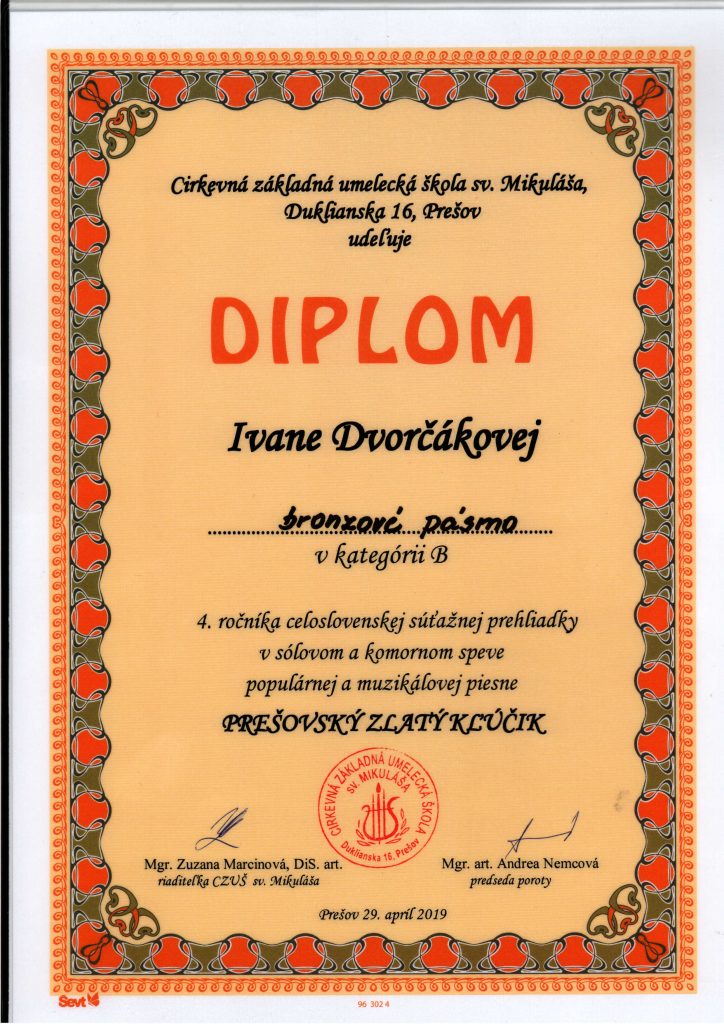 Cirkevná základná umelecká škola sv. Mikuláša,
Duklianska 16, Prešov
udeľuje
DIPLOM
Ivane Dvorčákovej
bronzové pásmo
v kategórii B
4. ročníka celoslovenskej súťažnej prehliadky
v sólovom a komornom speve
populárnej a muzikálovej piesne
PREŠOVSKÝ ZLATÝ KĽÚČIK
CIRKEVNÁ ZÁKLADNÁ UMELECKÁ ŠKOLA
sv. MIKULÁŠA
Duklianska 16, Prešov
Mgr. Zuzana Marcinová, DiS. art.
riaditeľka CZUŠ sv. Mikuláša
Mgr. art. Andrea Nemcová
predseda poroty
Prešov 29. apríl 2019
Sevt
96 302 4